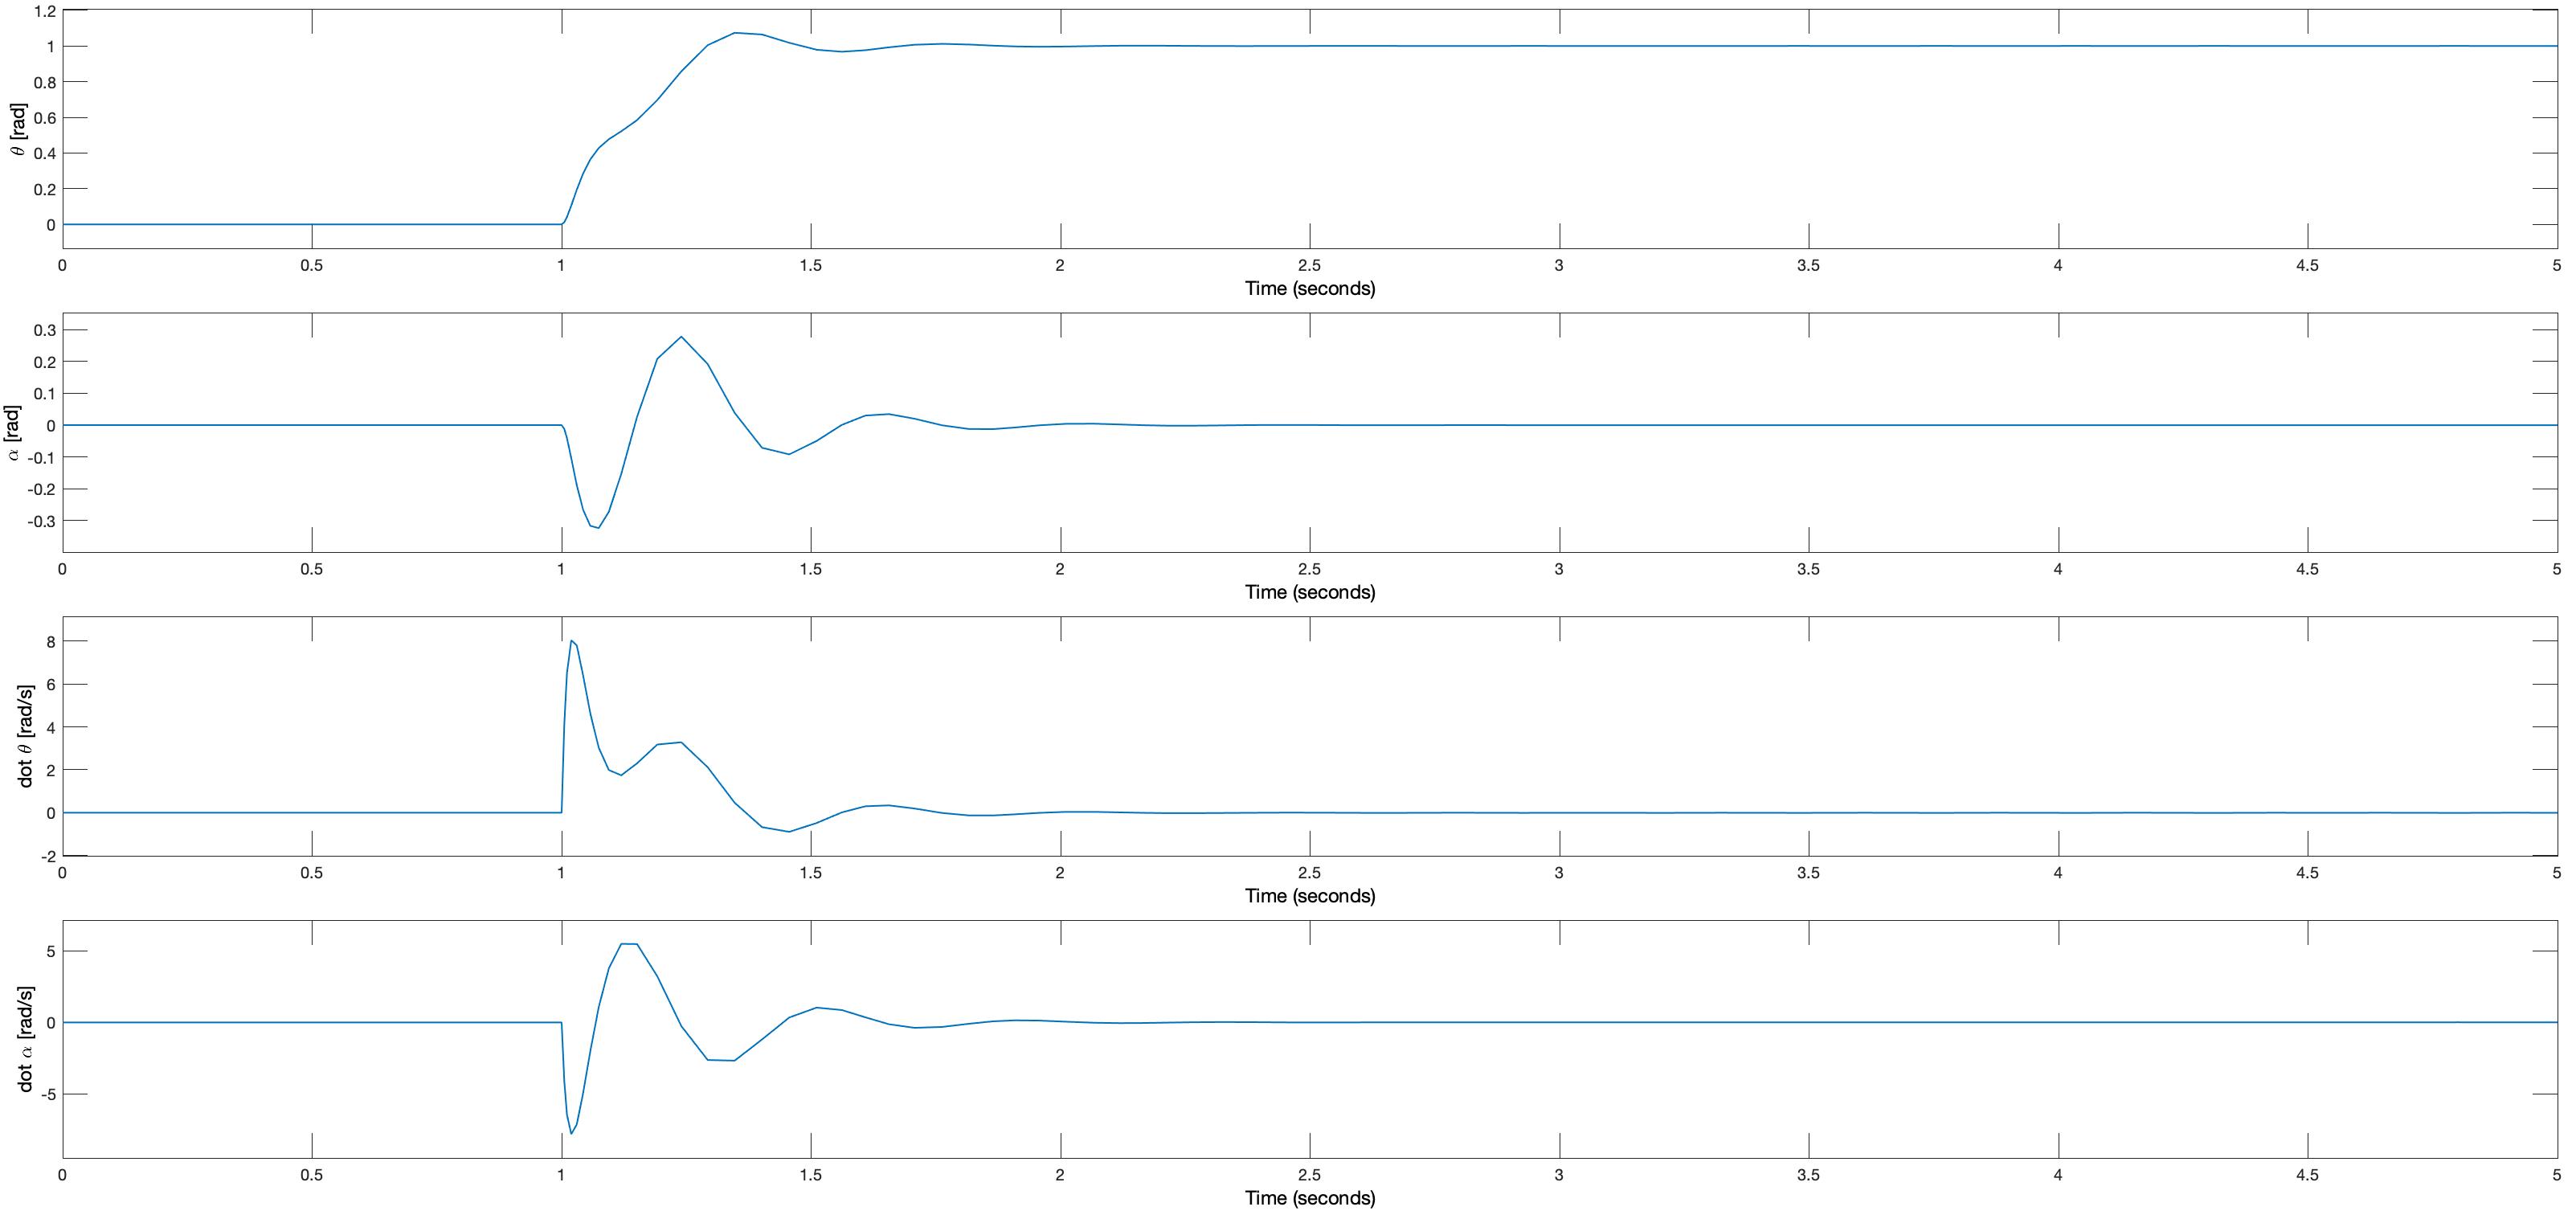 1.2
1
0.8
0.6
0.4
0.2
0
θ [rad]
0 0.5 1 1.5 2 2.5 3 3.5 4 4.5 5
Time (seconds)
0.3
0.2
0.1
0
-0.1
-0.2
-0.3
α [rad]
0 0.5 1 1.5 2 2.5 3 3.5 4 4.5 5
Time (seconds)
8
6
4
2
0
-2
dot θ [rad/s]
0 0.5 1 1.5 2 2.5 3 3.5 4 4.5 5
Time (seconds)
5
0
-5
dot α [rad/s]
0 0.5 1 1.5 2 2.5 3 3.5 4 4.5 5
Time (seconds)